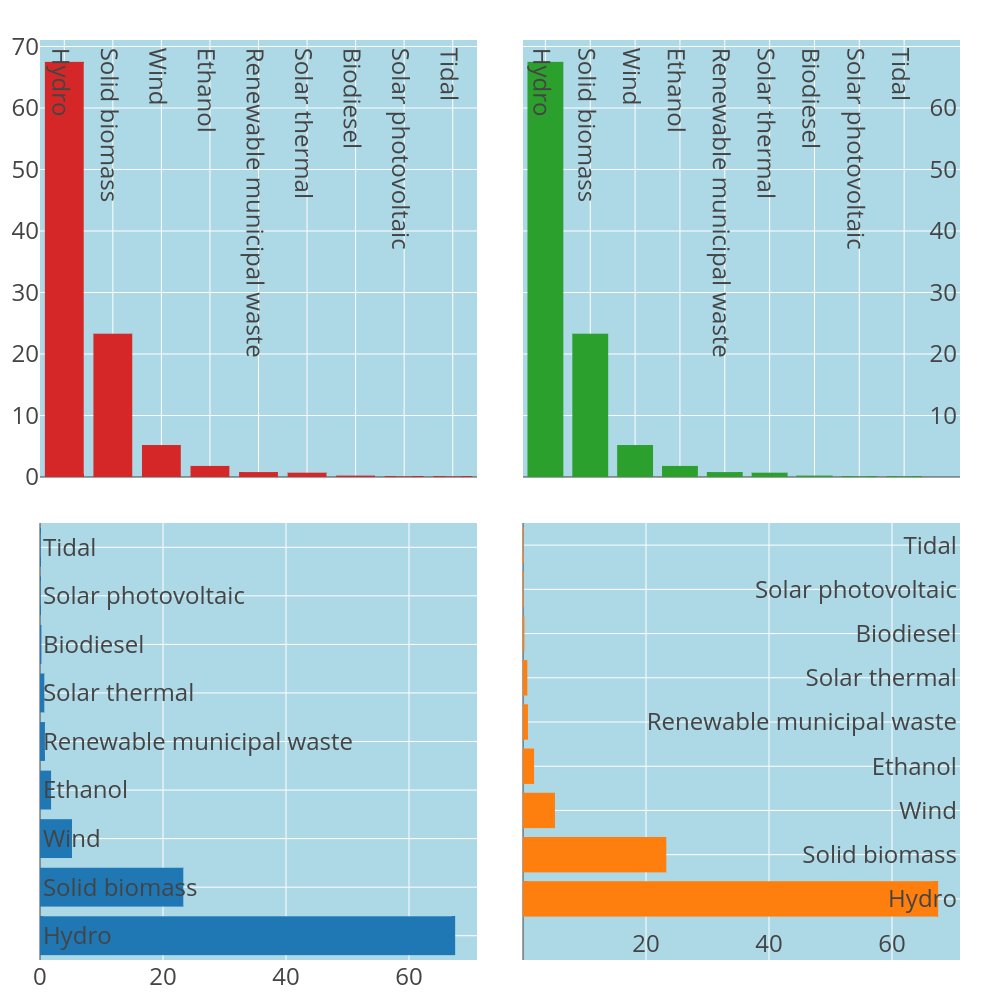 70
60
50
40
30
20
10
0
Hydro
Solid biomass
Wind
Ethanol
Renewable municipal waste
Solar thermal
Biodiesel
Solar photovoltaic
Tidal
Hydro
Solid biomass
Wind
Ethanol
Renewable municipal waste
Solar thermal
Biodiesel
Solar photovoltaic
Tidal
60
50
40
30
20
10
Tidal
Solar photovoltaic
Biodiesel
Solar thermal
Renewable municipal waste
Ethanol
Wind
Solid biomass
Hydro
0 20 40 60
Tidal
Solar photovoltaic
Biodiesel
Solar thermal
Renewable municipal waste
Ethanol
Wind
Solid biomass
Hydro
20 40 60